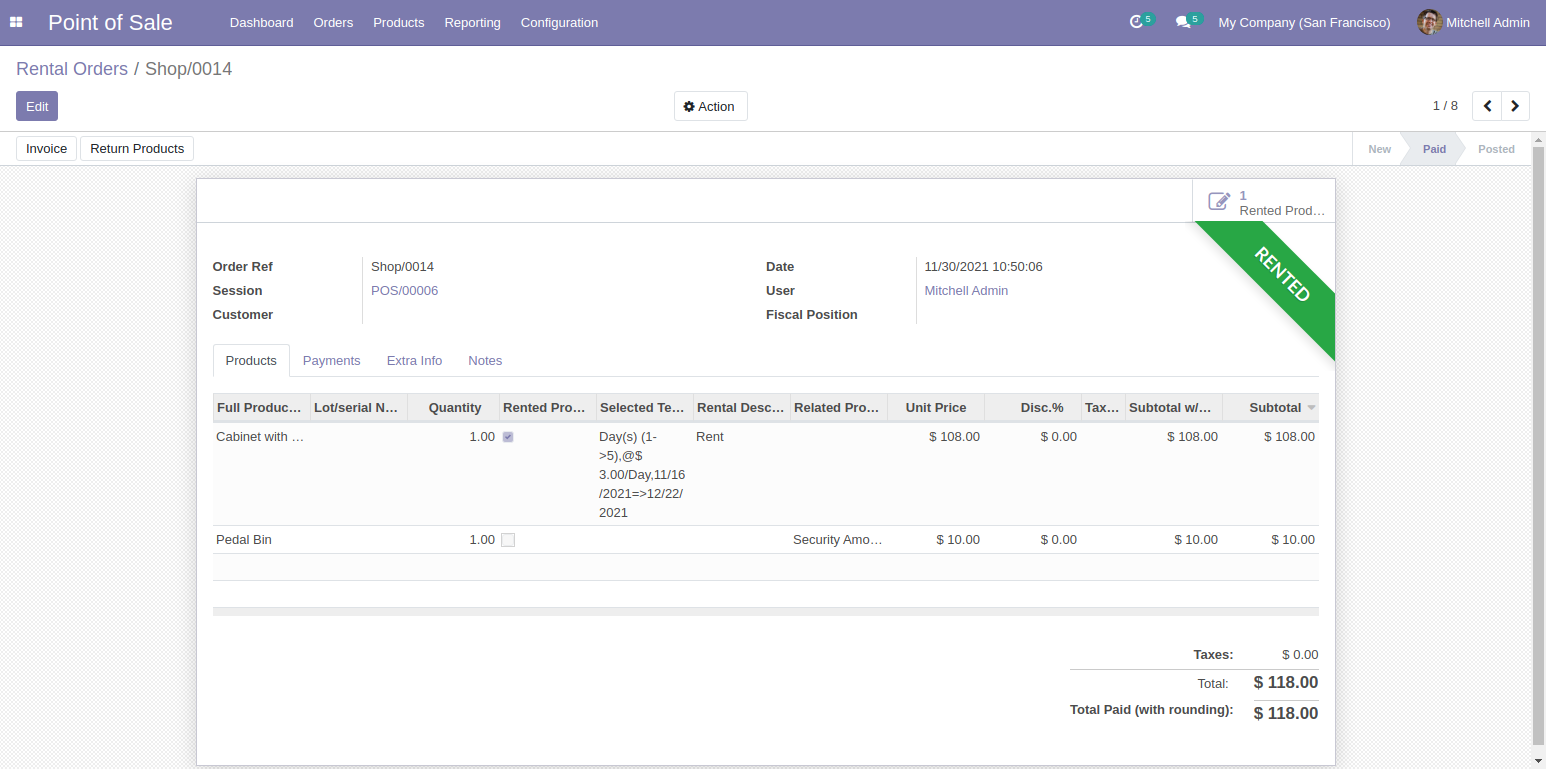 Point of Sale Dashboard Orders Products Reporting Configuration 5 5 My Company (San Francisco) Mitchell Admin
Rental Orders / Shop/0014
Edit Action 1 / 8
Invoice Return Products New Paid Posted
1
Rented Prod…
RENTED
Order Ref Shop/0014 Date 11/30/2021 10:50:06
Session POS/00006 User Mitchell Admin
Customer Fiscal Position
Products Payments Extra Info Notes
Full Produc… Lot/serial N… Quantity Rented Pro… Selected Te… Rental Desc… Related Pro… Unit Price Disc.% Tax… Subtotal w/… Subtotal
Cabinet with … 1.00 Day(s) (1- Rent $ 108.00 $ 0.00 $ 108.00 $ 108.00
>5),@$
3.00/Day,11/16
/2021=>12/22/
2021
Pedal Bin 1.00 Security Amo… $ 10.00 $ 0.00 $ 10.00 $ 10.00
Taxes: $ 0.00
Total: $ 118.00
Total Paid (with rounding): $ 118.00